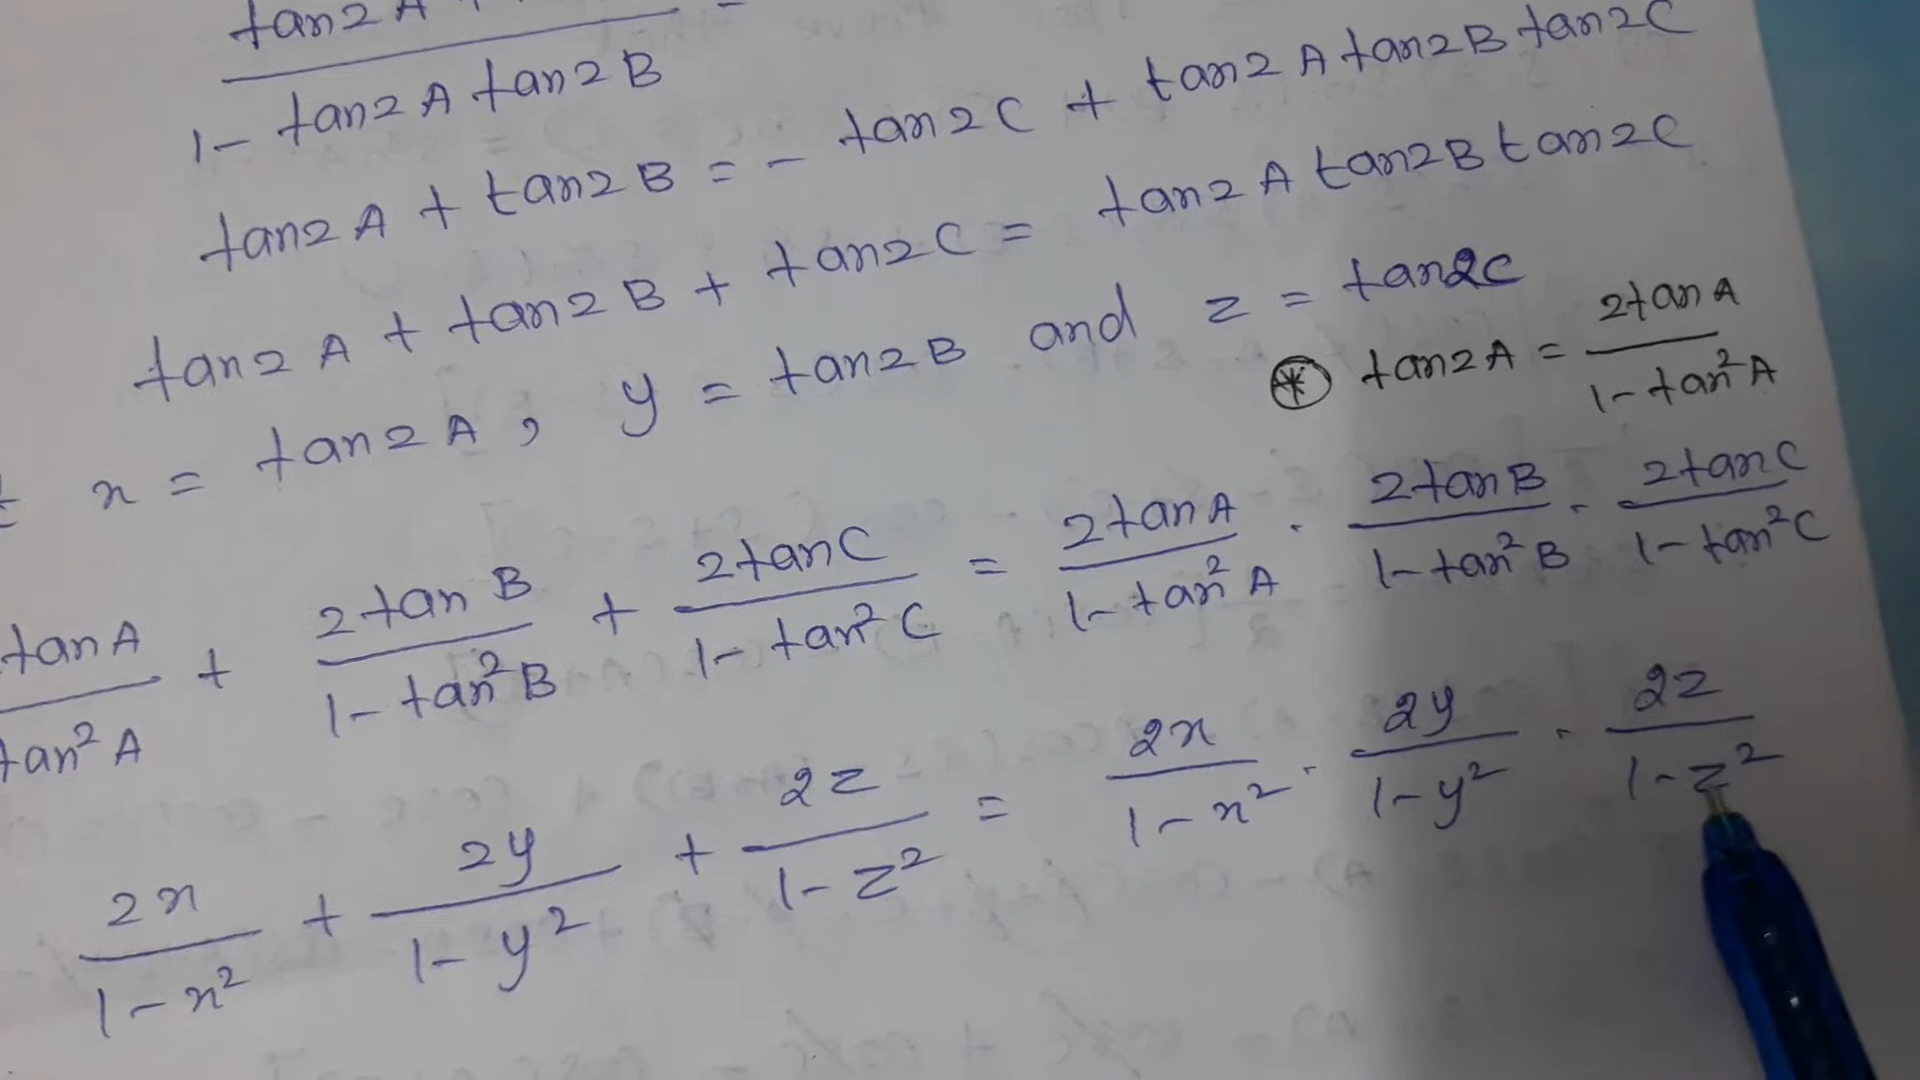 tan2A
1 - tan2A tan2B
tan2A + tan2B = - tan2C + tan2A tan2B tan2C
tan2A + tan2B + tan2C = tan2A tan2B tan2C
x = tan2A, y = tan2B and z = tan2C
⊛ tan2A = 2tanA / 1 - tan²A
tanA / tan²A + 2tanB / 1 - tan²B + 2tanC / 1 - tan²C = 2tanA / 1 - tan²A · 2tanB / 1 - tan²B · 2tanC / 1 - tan²C
2x / 1 - x² + 2y / 1 - y² + 2z / 1 - z² = 2x / 1 - x² · 2y / 1 - y² · 2z / 1 - z²